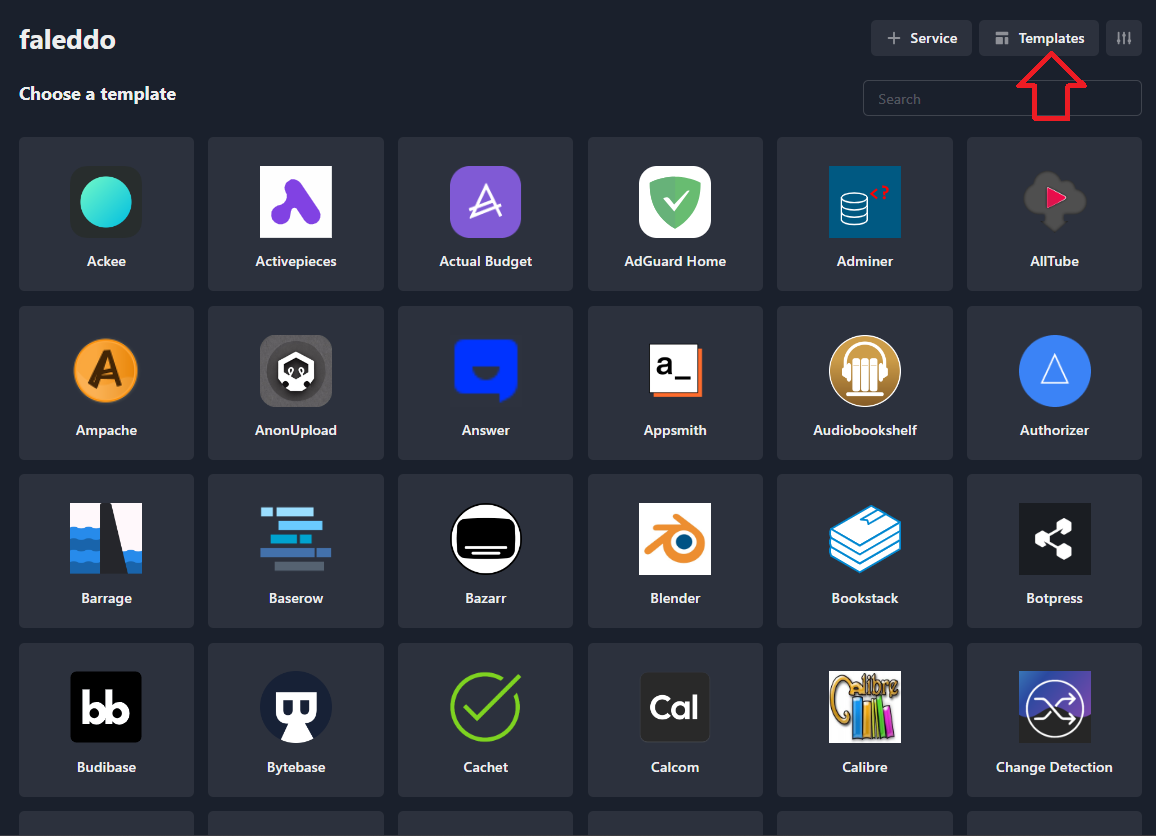 faleddo
Service
Templates
Choose a template
Search
Ackee
Activepieces
Actual Budget
AdGuard Home
<?
Adminer
AllTube
A
Ampache
AnonUpload
Answer
a_
Appsmith
Audiobookshelf
Authorizer
Barrage
Baserow
Bazarr
Blender
Bookstack
Botpress
bb
Budibase
Bytebase
Cachet
Cal
Calcom
Calibre
Calibre
Change Detection